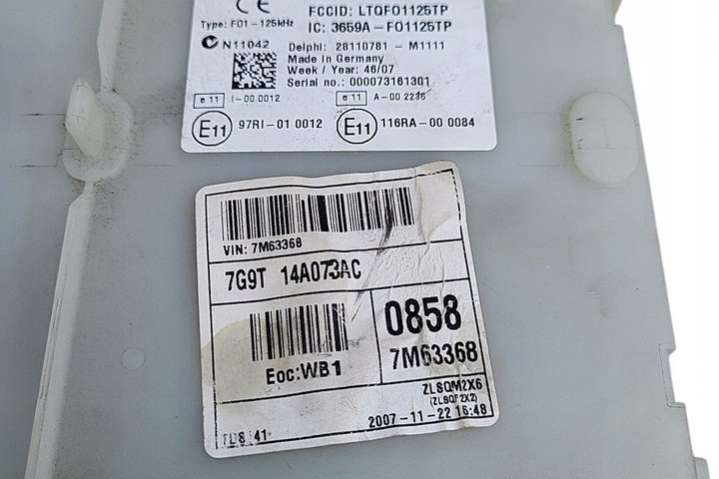 CE
FCCID: LTQFO1125TP
Type: FO1-125kHz
IC: 3659A-FO1125TP
N11042
Delphi: 28110781-M1111
Made in Germany
Week / Year: 46/07
Serial no.: 000073161301
e 11 I-00 0012
e 11 A-00 2236
E11 97RI-01 0012
E11 116RA-00 0084
VIN: 7M63368
7G9T 14A073AC
0858
Eoc:WB1
7M63368
ZLSQM2X6
(ZLSQF2X2)
2007-11-22 16:48